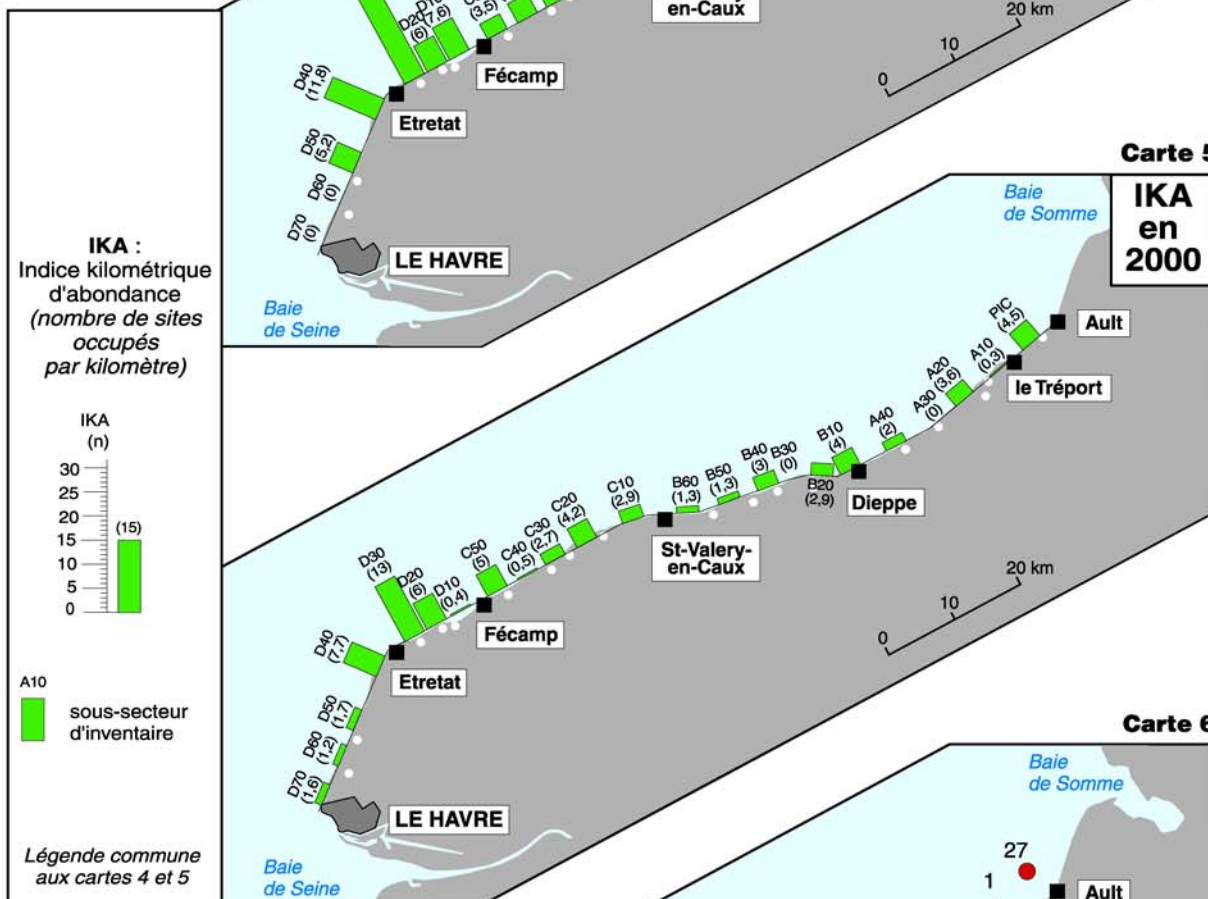 IKA :
Indice kilométrique
d'abondance
(nombre de sites
occupés
par kilomètre)
IKA
(n)
30
25
20
15
10
5
0
(15)
A10
sous-secteur
d'inventaire
Légende commune
aux cartes 4 et 5
en-Caux
D20
(6)
(7,6)
(3,5)
Fécamp
D40
(11,8)
Etretat
D50
(5,2)
D60
(0)
D70
(0)
LE HAVRE
Baie
de Seine
0
10
20 km
Carte 5
IKA
en
2000
Baie
de Somme
PIC
(4,5)
Ault
A10
(0,3)
le Tréport
A20
(3,6)
A30
(0)
A40
(2)
B10
(4)
Dieppe
B20
(2,9)
B30
(0)
B40
(3)
B50
(1,3)
B60
(1,3)
St-Valery-
en-Caux
C10
(2,9)
C20
(4,2)
C30
(2,7)
C40
(0,5)
C50
(5)
Fécamp
D10
(0,4)
D20
(6)
D30
(13)
Etretat
D40
(7,7)
D50
(1,7)
D60
(1,2)
D70
(1,6)
LE HAVRE
Baie
de Seine
0
10
20 km
Carte 6
Baie
de Somme
27
1
Ault